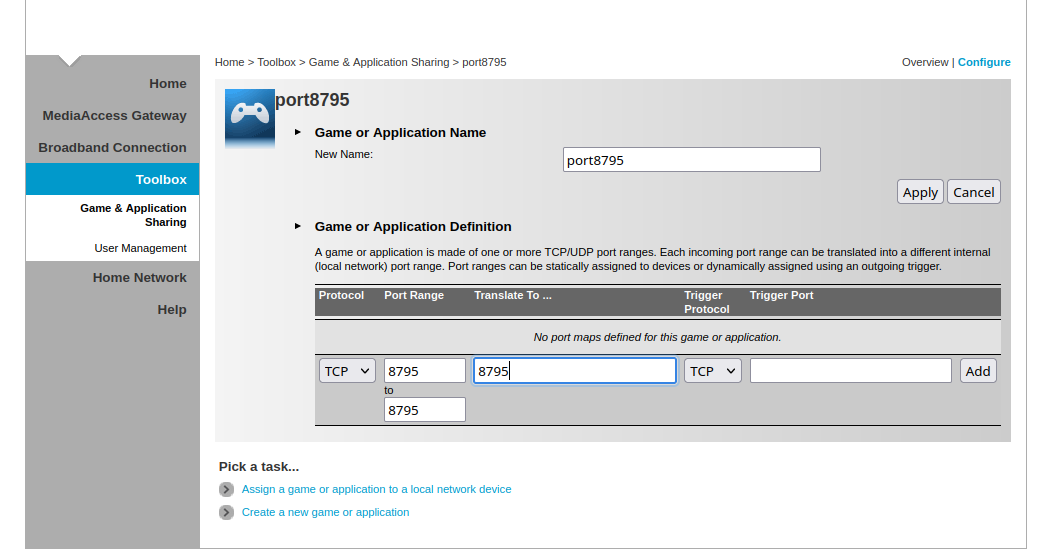 Home > Toolbox > Game & Application Sharing > port8795
Overview | Configure
Home
MediaAccess Gateway
Broadband Connection
Toolbox
Game & Application
Sharing
User Management
Home Network
Help
port8795
Game or Application Name
New Name:
port8795
Apply Cancel
Game or Application Definition
A game or application is made of one or more TCP/UDP port ranges. Each incoming port range can be translated into a different internal
(local network) port range. Port ranges can be statically assigned to devices or dynamically assigned using an outgoing trigger.
Protocol Port Range Translate To ... Trigger Protocol Trigger Port
No port maps defined for this game or application.
TCP 8795 8795 TCP Add
to
8795
Pick a task...
Assign a game or application to a local network device
Create a new game or application